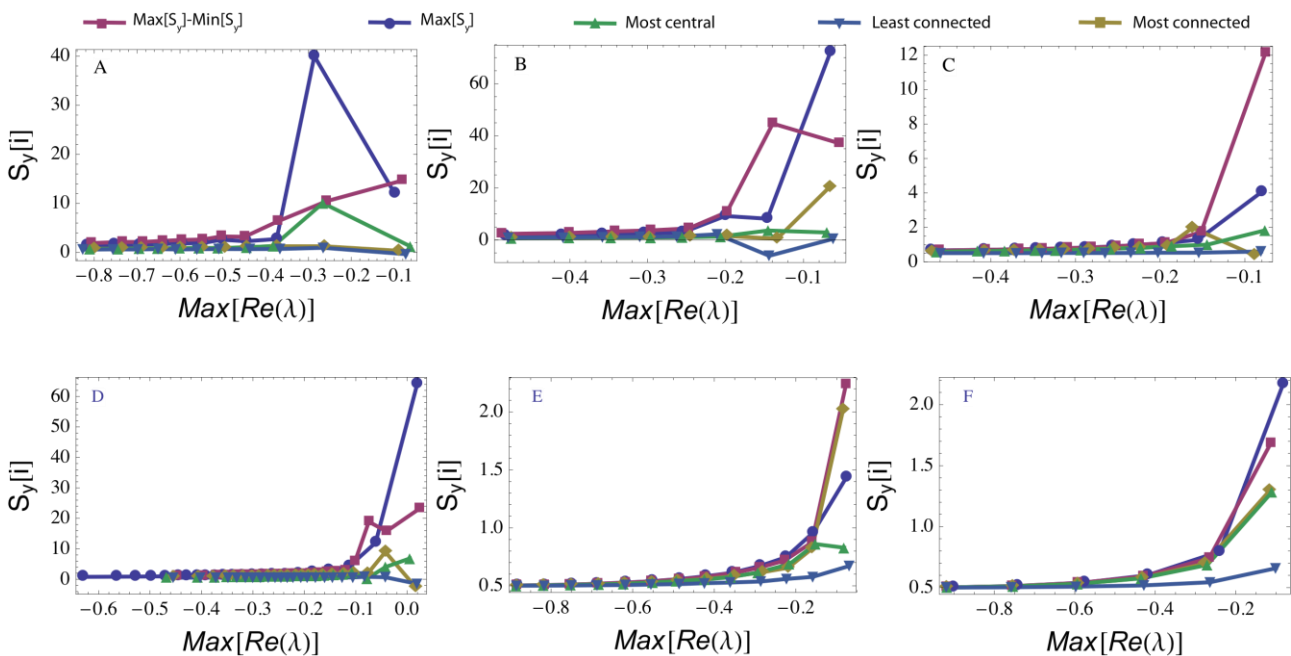 Max[Sy]-Min[Sy] Max[Sy] Most central Least connected Most connected
A
Sy[i]
40
30
20
10
0
-0.8 -0.7 -0.6 -0.5 -0.4 -0.3 -0.2 -0.1
Max[Re(λ)]
B
Sy[i]
60
40
20
0
-0.4 -0.3 -0.2 -0.1
Max[Re(λ)]
C
Sy[i]
12
10
8
6
4
2
0
-0.4 -0.3 -0.2 -0.1
Max[Re(λ)]
D
Sy[i]
60
50
40
30
20
10
0
-0.6 -0.5 -0.4 -0.3 -0.2 -0.1 0.0
Max[Re(λ)]
E
Sy[i]
2.0
1.5
1.0
0.5
-0.8 -0.6 -0.4 -0.2
Max[Re(λ)]
F
Sy[i]
2.0
1.5
1.0
0.5
-0.8 -0.6 -0.4 -0.2
Max[Re(λ)]